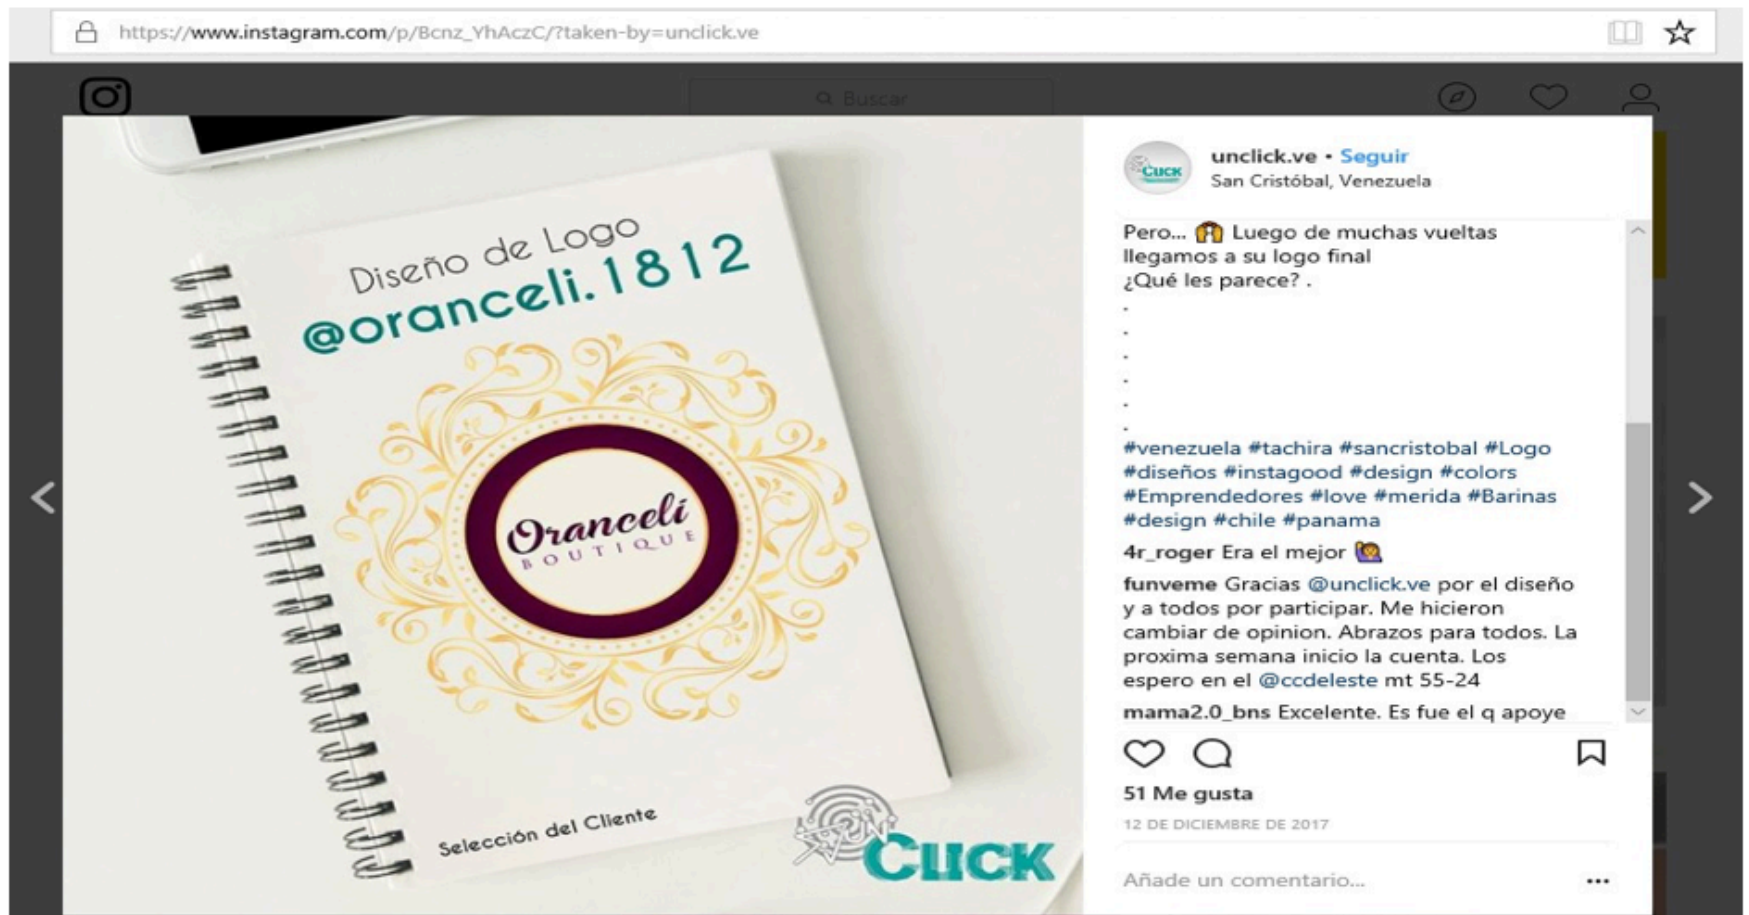 https://www.instagram.com/p/Bcnz_YhAczC/?taken-by=unclick.ve
Buscar
Diseño de Logo
@oranceli.1812
Oranceli
BOUTIQUE
Selección del Cliente
UN
CLICK
CLICK
unclick.ve • Seguir
San Cristóbal, Venezuela
Pero... 🙌 Luego de muchas vueltas
llegamos a su logo final
¿Qué les parece? .
.
.
.
.
.
.
#venezuela #tachira #sancristobal #Logo
#diseños #instagood #design #colors
#Emprendedores #love #merida #Barinas
#design #chile #panama
4r_roger Era el mejor 🙋
funveme Gracias @unclick.ve por el diseño
y a todos por participar. Me hicieron
cambiar de opinion. Abrazos para todos. La
proxima semana inicio la cuenta. Los
espero en el @ccdeleste mt 55-24
mama2.0_bns Excelente. Es fue el q apoye
51 Me gusta
12 DE DICIEMBRE DE 2017
Añade un comentario...